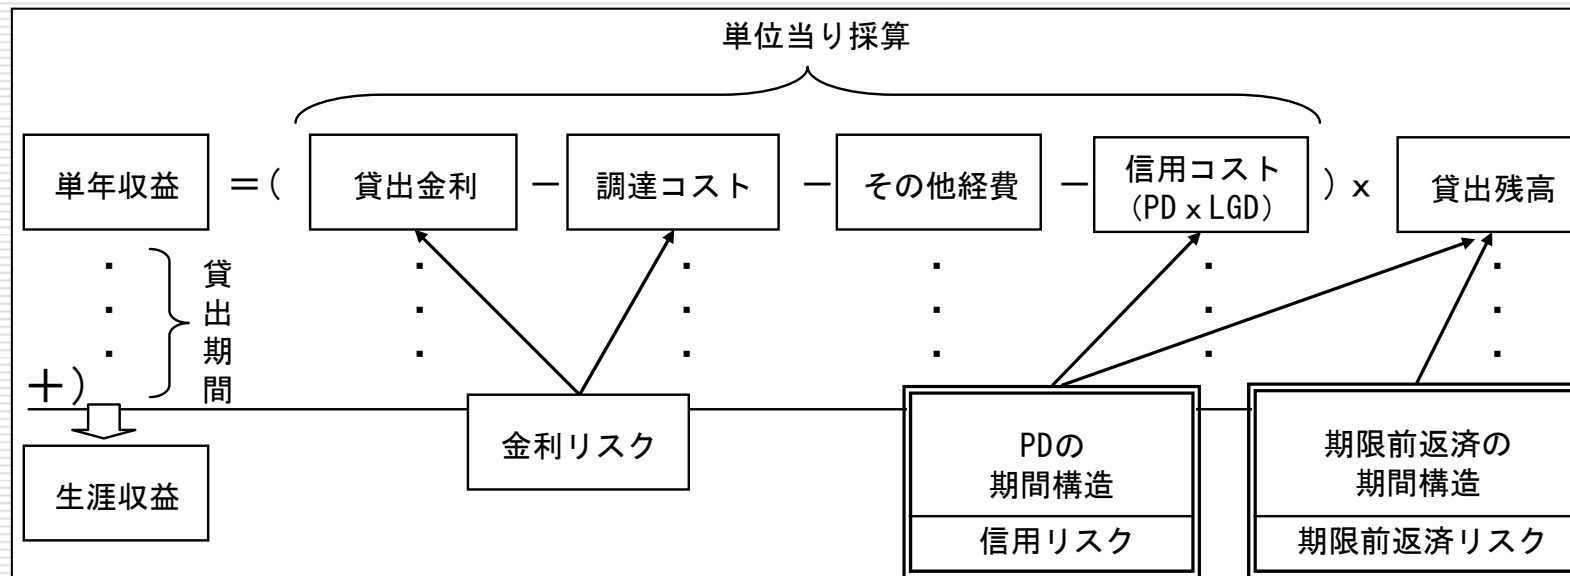 単位当り採算
単年収益 ＝( 貸出金利 － 調達コスト － その他経費 － 信用コスト (PD x LGD) ) x 貸出残高
貸出期間
＋)
金利リスク
PDの
期間構造
信用リスク
期限前返済の
期間構造
期限前返済リスク
生涯収益